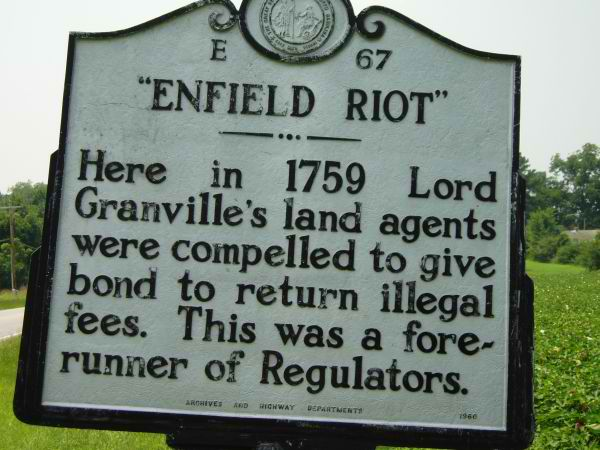 E 67
"ENFIELD RIOT"
Here in 1759 Lord
Granville's land agents
were compelled to give
bond to return illegal
fees. This was a fore-
runner of Regulators.
ARCHIVES AND HIGHWAY DEPARTMENTS 1960